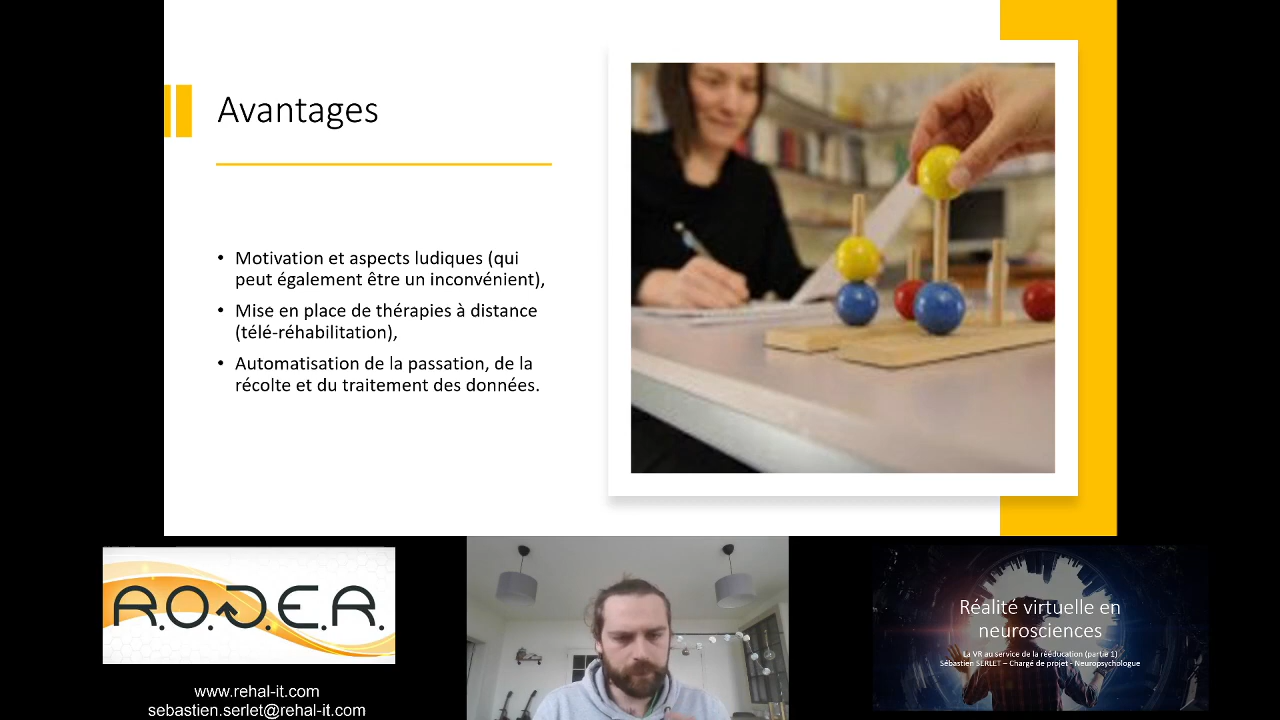 Avantages
• Motivation et aspects ludiques (qui
peut également être un inconvénient),
• Mise en place de thérapies à distance
(télé-réhabilitation),
• Automatisation de la passation, de la
récolte et du traitement des données.
R.O.D.E.R.
www.rehal-it.com
sebastien.serlet@rehal-it.com
Réalité virtuelle en
neurosciences
La VR au service de la rééducation (partie 1)
Sébastien SERLET – Chargé de projet - Neuropsychologue